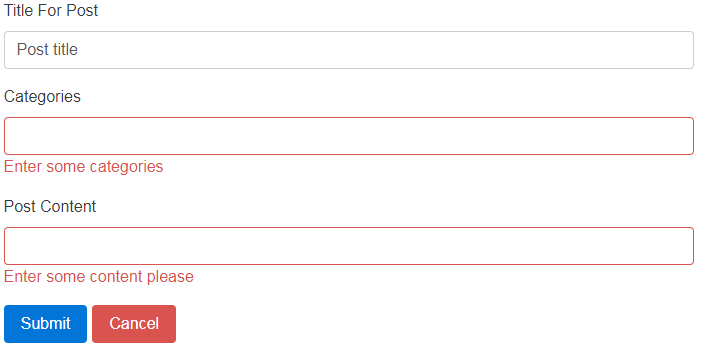 Title For Post
Post title
Categories
Enter some categories
Post Content
Enter some content please
Submit Cancel